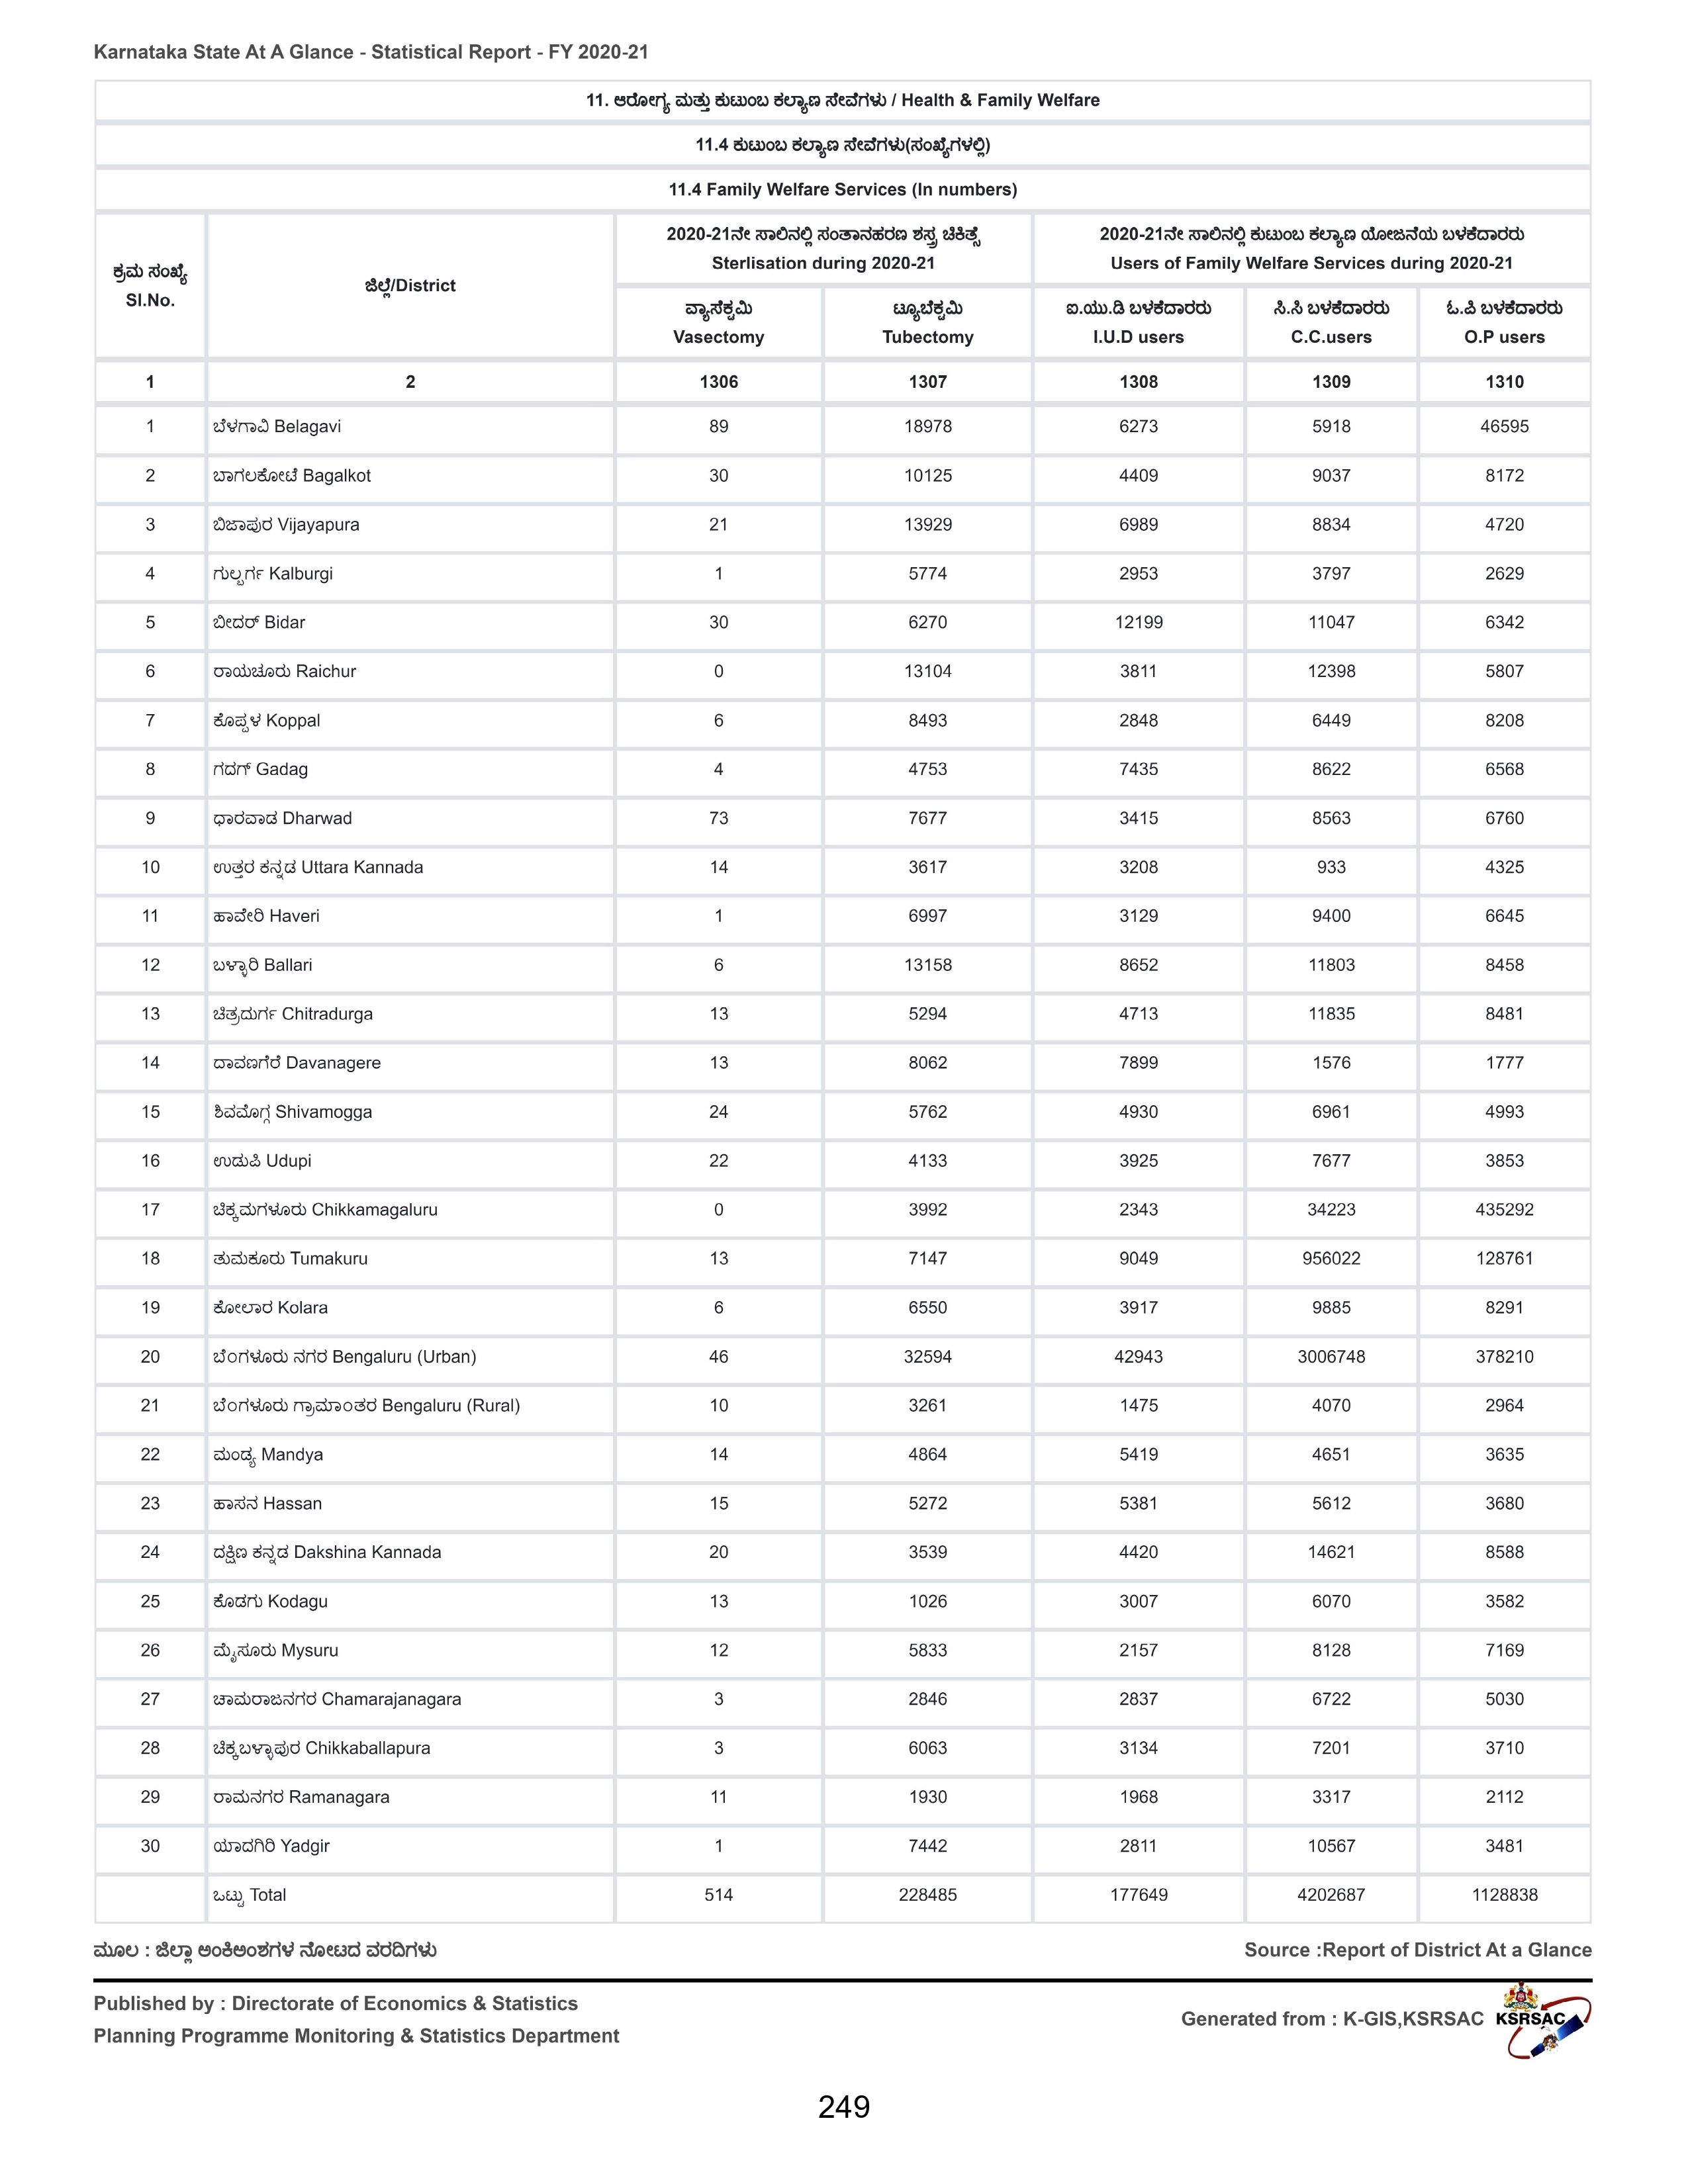 Karnataka State At A Glance - Statistical Report - FY 2020-21
11. ಆರೋಗ್ಯ ಮತ್ತು ಕುಟುಂಬ ಕಲ್ಯಾಣ ಸೇವೆಗಳು / Health & Family Welfare
11.4 ಕುಟುಂಬ ಕಲ್ಯಾಣ ಸೇವೆಗಳು(ಸಂಖ್ಯೆಗಳಲ್ಲಿ)
11.4 Family Welfare Services (In numbers)
ಕ್ರಮ ಸಂಖ್ಯೆ
Sl.No.
ಜಿಲ್ಲೆ/District
2020-21ನೇ ಸಾಲಿನಲ್ಲಿ ಸಂತಾನಹರಣ ಶಸ್ತ್ರ ಚಿಕಿತ್ಸೆ
Sterlisation during 2020-21
2020-21ನೇ ಸಾಲಿನಲ್ಲಿ ಕುಟುಂಬ ಕಲ್ಯಾಣ ಯೋಜನೆಯ ಬಳಕೆದಾರರು
Users of Family Welfare Services during 2020-21
ವ್ಯಾಸೆಕ್ಟಮಿ
Vasectomy
ಟ್ಯೂಬೆಕ್ಟಮಿ
Tubectomy
ಐ.ಯು.ಡಿ ಬಳಕೆದಾರರು
I.U.D users
ಸಿ.ಸಿ ಬಳಕೆದಾರರು
C.C.users
ಓ.ಪಿ ಬಳಕೆದಾರರು
O.P users
1 2 1306 1307 1308 1309 1310
1 ಬೆಳಗಾವಿ Belagavi 89 18978 6273 5918 46595
2 ಬಾಗಲಕೋಟೆ Bagalkot 30 10125 4409 9037 8172
3 ಬಿಜಾಪುರ Vijayapura 21 13929 6989 8834 4720
4 ಗುಲ್ಬರ್ಗ Kalburgi 1 5774 2953 3797 2629
5 ಬೀದರ್ Bidar 30 6270 12199 11047 6342
6 ರಾಯಚೂರು Raichur 0 13104 3811 12398 5807
7 ಕೊಪ್ಪಳ Koppal 6 8493 2848 6449 8208
8 ಗದಗ್ Gadag 4 4753 7435 8622 6568
9 ಧಾರವಾಡ Dharwad 73 7677 3415 8563 6760
10 ಉತ್ತರ ಕನ್ನಡ Uttara Kannada 14 3617 3208 933 4325
11 ಹಾವೇರಿ Haveri 1 6997 3129 9400 6645
12 ಬಳ್ಳಾರಿ Ballari 6 13158 8652 11803 8458
13 ಚಿತ್ರದುರ್ಗ Chitradurga 13 5294 4713 11835 8481
14 ದಾವಣಗೆರೆ Davanagere 13 8062 7899 1576 1777
15 ಶಿವಮೊಗ್ಗ Shivamogga 24 5762 4930 6961 4993
16 ಉಡುಪಿ Udupi 22 4133 3925 7677 3853
17 ಚಿಕ್ಕಮಗಳೂರು Chikkamagaluru 0 3992 2343 34223 435292
18 ತುಮಕೂರು Tumakuru 13 7147 9049 956022 128761
19 ಕೋಲಾರ Kolara 6 6550 3917 9885 8291
20 ಬೆಂಗಳೂರು ನಗರ Bengaluru (Urban) 46 32594 42943 3006748 378210
21 ಬೆಂಗಳೂರು ಗ್ರಾಮಾಂತರ Bengaluru (Rural) 10 3261 1475 4070 2964
22 ಮಂಡ್ಯ Mandya 14 4864 5419 4651 3635
23 ಹಾಸನ Hassan 15 5272 5381 5612 3680
24 ದಕ್ಷಿಣ ಕನ್ನಡ Dakshina Kannada 20 3539 4420 14621 8588
25 ಕೊಡಗು Kodagu 13 1026 3007 6070 3582
26 ಮೈಸೂರು Mysuru 12 5833 2157 8128 7169
27 ಚಾಮರಾಜನಗರ Chamarajanagara 3 2846 2837 6722 5030
28 ಚಿಕ್ಕಬಳ್ಳಾಪುರ Chikkaballapura 3 6063 3134 7201 3710
29 ರಾಮನಗರ Ramanagara 11 1930 1968 3317 2112
30 ಯಾದಗಿರಿ Yadgir 1 7442 2811 10567 3481
ಒಟ್ಟು Total 514 228485 177649 4202687 1128838
ಮೂಲ : ಜಿಲ್ಲಾ ಅಂಕಿಅಂಶಗಳ ನೋಟದ ವರದಿಗಳು
Source :Report of District At a Glance
Published by : Directorate of Economics & Statistics
Planning Programme Monitoring & Statistics Department
Generated from : K-GIS,KSRSAC
KSRSAC
249